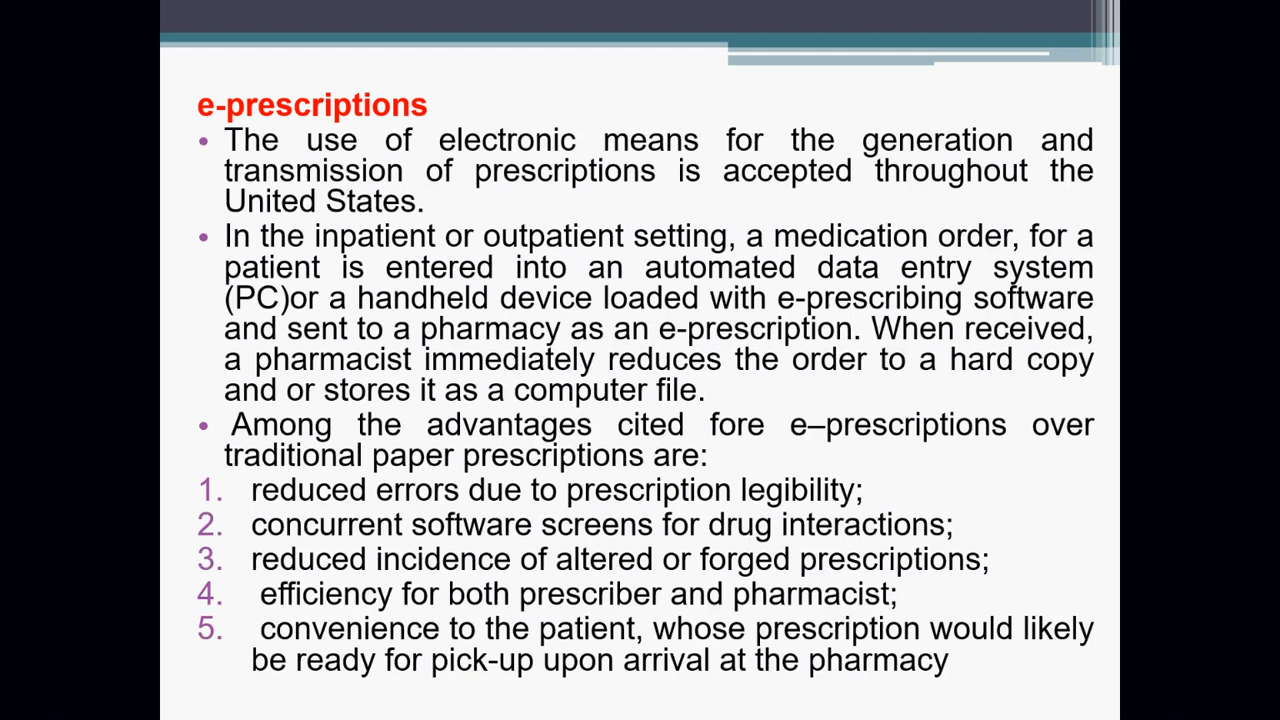 e-prescriptions
• The use of electronic means for the generation and
transmission of prescriptions is accepted throughout the
United States.
• In the inpatient or outpatient setting, a medication order, for a
patient is entered into an automated data entry system
(PC)or a handheld device loaded with e-prescribing software
and sent to a pharmacy as an e-prescription. When received,
a pharmacist immediately reduces the order to a hard copy
and or stores it as a computer file.
• Among the advantages cited fore e–prescriptions over
traditional paper prescriptions are:
1. reduced errors due to prescription legibility;
2. concurrent software screens for drug interactions;
3. reduced incidence of altered or forged prescriptions;
4. efficiency for both prescriber and pharmacist;
5. convenience to the patient, whose prescription would likely
be ready for pick-up upon arrival at the pharmacy